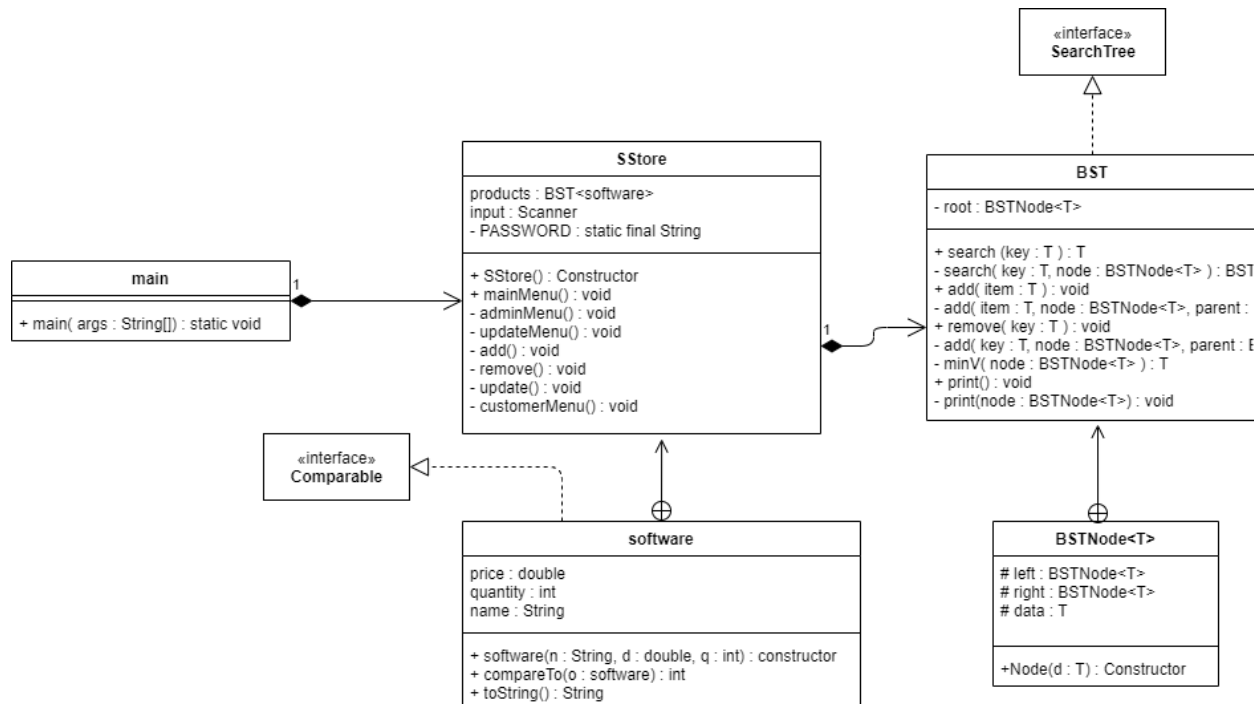 «interface»
SearchTree
SStore
products : BST<software>
input : Scanner
- PASSWORD : static final String
+ SStore() : Constructor
+ mainMenu() : void
- adminMenu() : void
- updateMenu() : void
- add() : void
- remove() : void
- update() : void
- customerMenu() : void
BST
- root : BSTNode<T>
+ search (key : T ) : T
- search( key : T, node : BSTNode<T> ) : BST
+ add( item : T ) : void
- add( item : T, node : BSTNode<T>, parent :
+ remove( key : T ) : void
- add( key : T, node : BSTNode<T>, parent : B
- minV( node : BSTNode<T> ) : T
+ print() : void
- print(node : BSTNode<T>) : void
main
+ main( args : String[]) : static void
1
1
«interface»
Comparable
software
price : double
quantity : int
name : String
+ software(n : String, d : double, q : int) : constructor
+ compareTo(o : software) : int
+ toString() : String
BSTNode<T>
# left : BSTNode<T>
# right : BSTNode<T>
# data : T
+Node(d : T) : Constructor